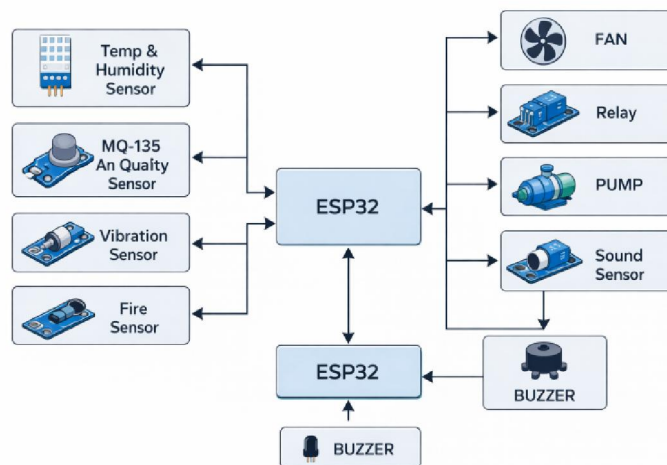 Temp &
Humidity
Sensor
MQ-135
An Quaity
Sensor
Vibration
Sensor
Fire
Sensor
ESP32
ESP32
BUZZER
FAN
Relay
PUMP
Sound
Sensor
BUZZER